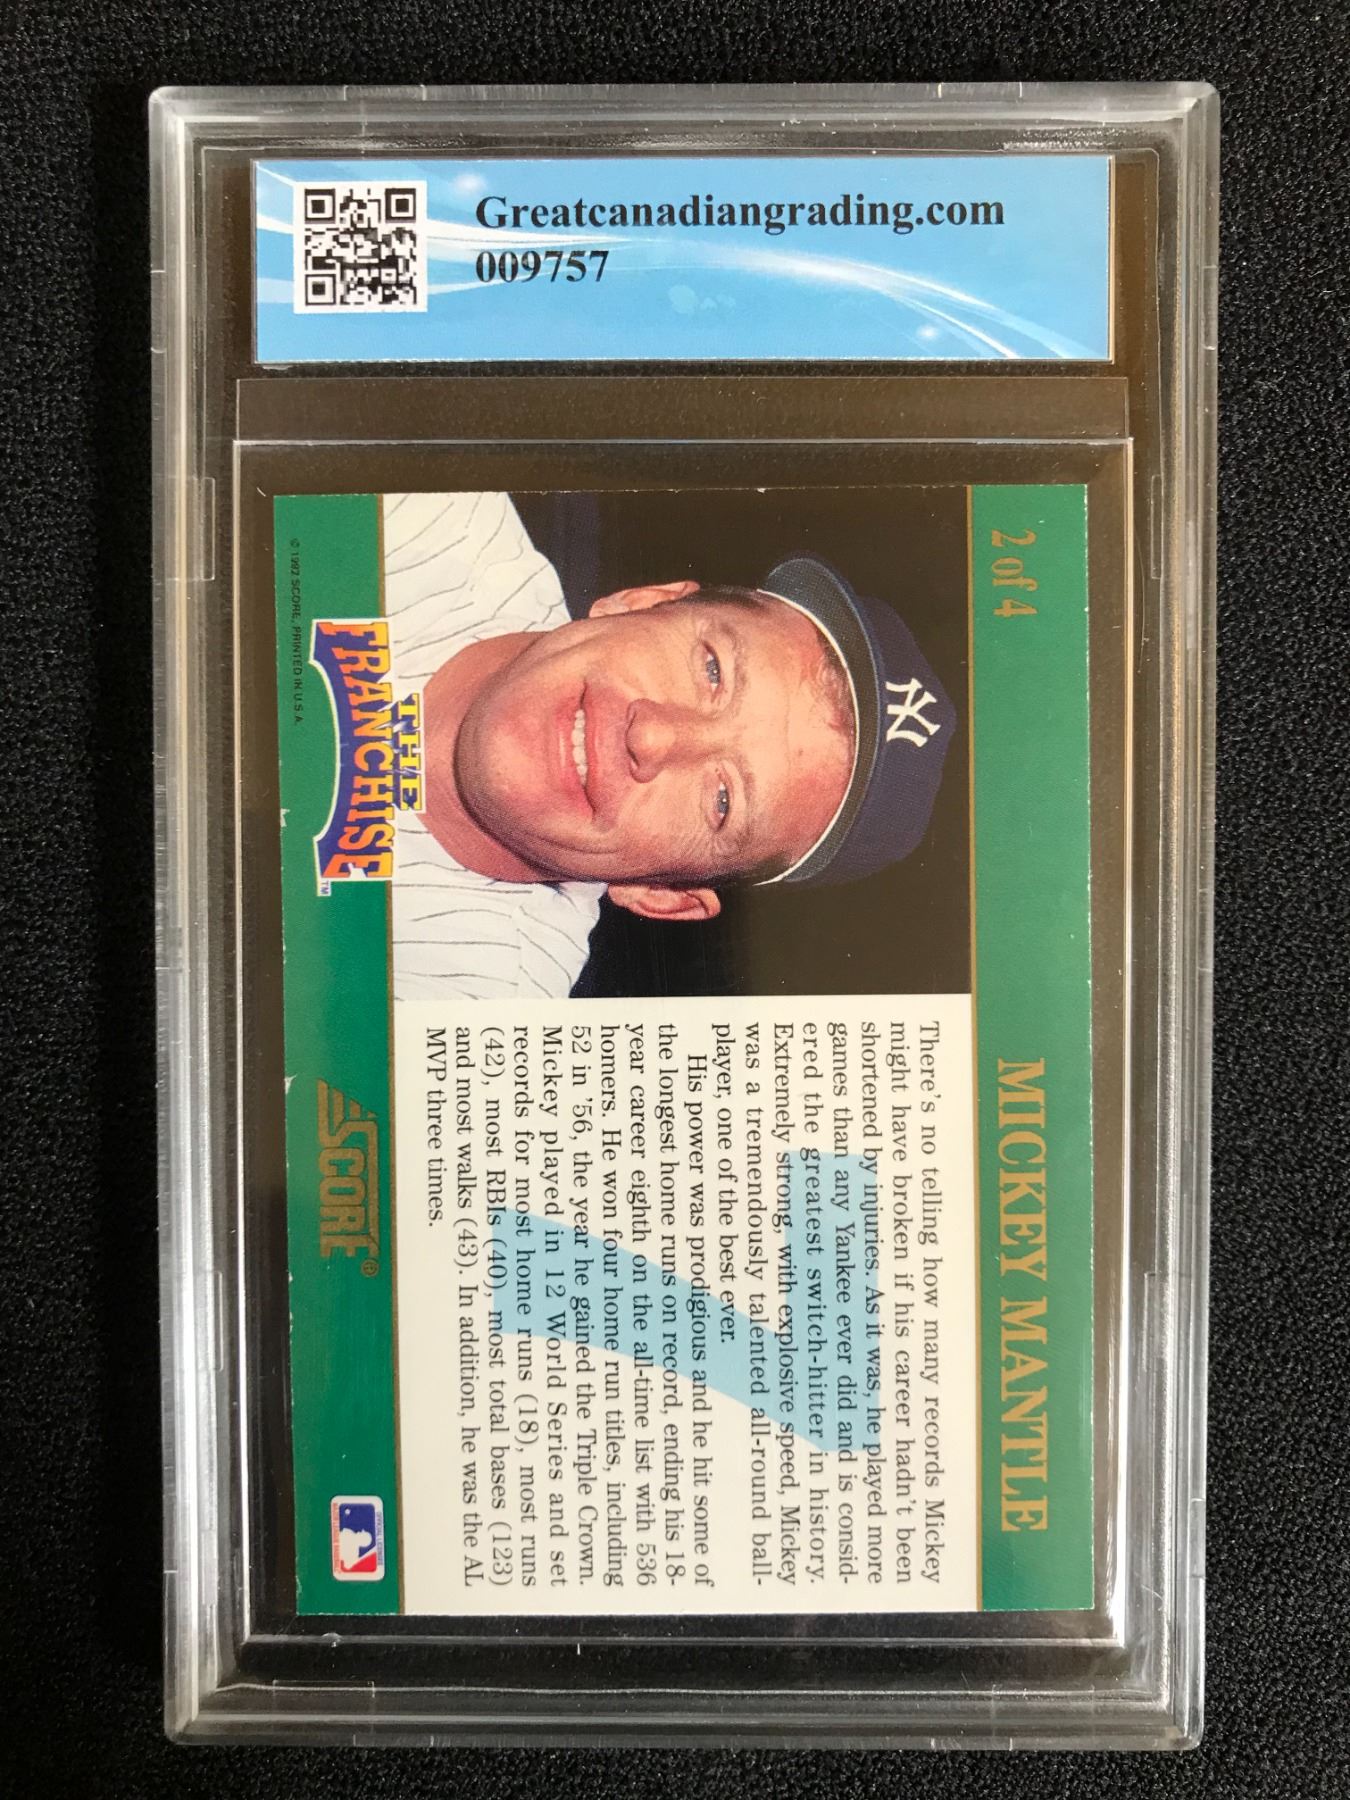 Greatcanadiangrading.com
009757
2 of 4
MICKEY MANTLE
There's no telling how many records Mickey
might have broken if his career hadn't been
shortened by injuries. As it was, he played more
games than any Yankee ever did and is consid-
ered the greatest switch-hitter in history.
Extremely strong, with explosive speed, Mickey
was a tremendously talented all-round ball-
player, one of the best ever.
His power was prodigious and he hit some of
the longest home runs on record, ending his 18-
year career eighth on the all-time list with 536
homers. He won four home run titles, including
52 in '56, the year he gained the Triple Crown.
Mickey played in 12 World Series and set
records for most home runs (18), most runs
(42), most RBIs (40), most total bases (123)
and most walks (43). In addition, he was the AL
MVP three times.
7
NY
THE
FRANCHISE™
SCORE®
© 1992 SCORE, PRINTED IN U.S.A.